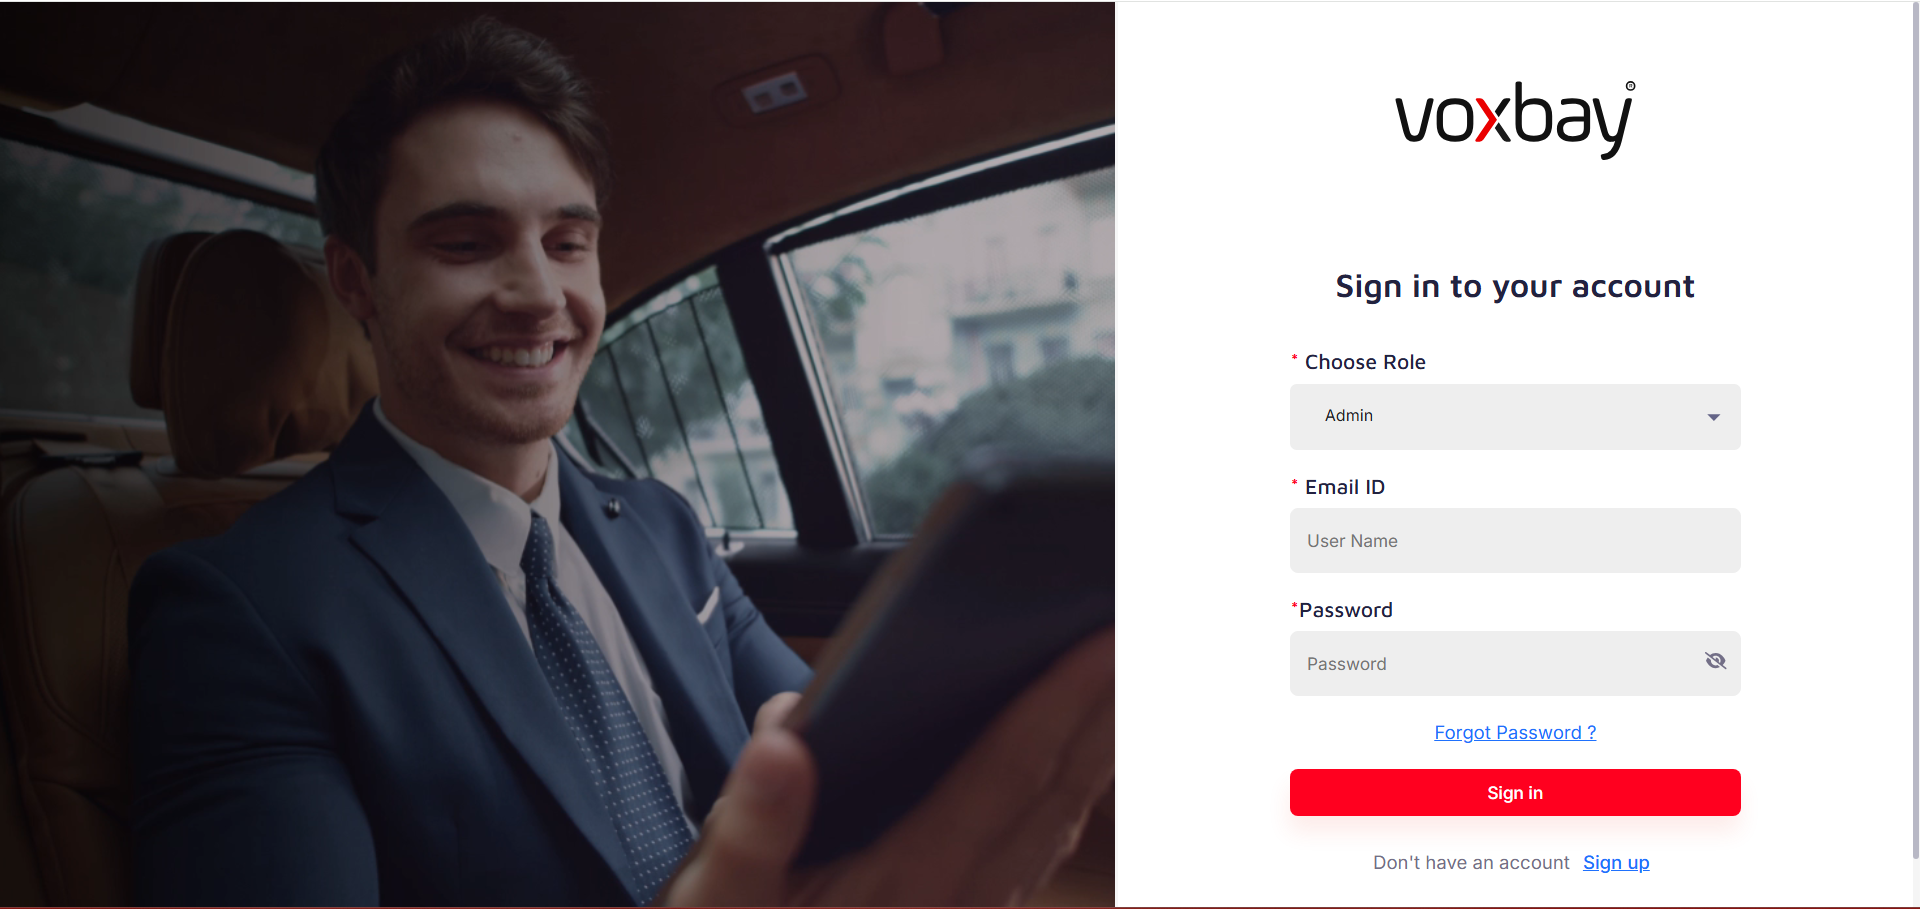 voxbay®
Sign in to your account
* Choose Role
Admin
* Email ID
User Name
*Password
Password
Forgot Password ?
Sign in
Don't have an account Sign up